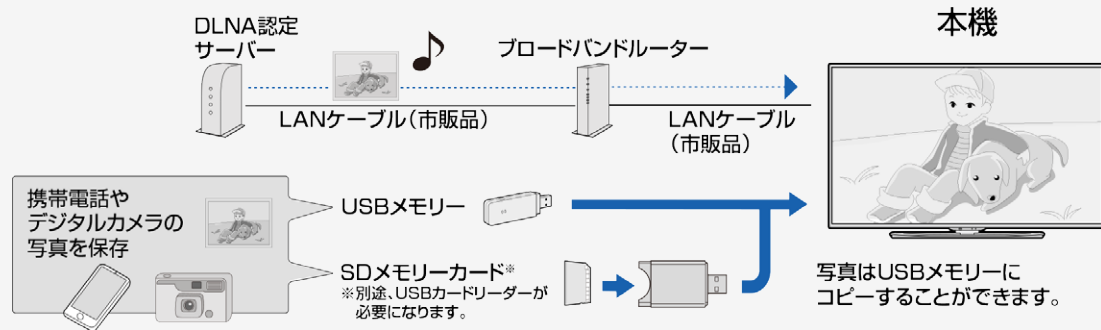 本機
DLNA認定
サーバー
ブロードバンドルーター
LANケーブル(市販品)
LANケーブル
(市販品)
携帯電話や
デジタルカメラの
写真を保存
USBメモリー
SDメモリーカード※
※別途、USBカードリーダーが
必要になります。
写真はUSBメモリーに
コピーすることができます。